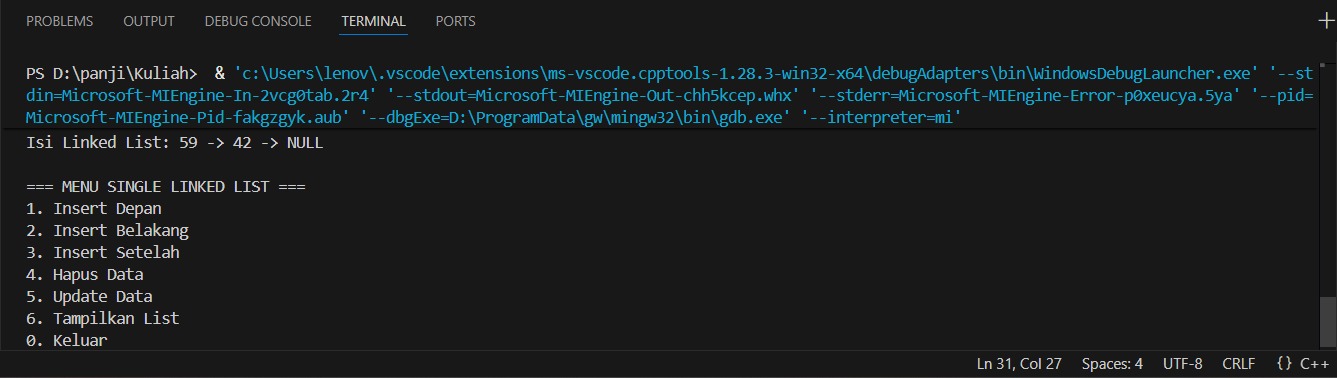 PROBLEMS OUTPUT DEBUG CONSOLE TERMINAL PORTS
PS D:\panji\Kuliah>  & 'c:\Users\lenov\.vscode\extensions\ms-vscode.cpptools-1.28.3-win32-x64\debugAdapters\bin\WindowsDebugLauncher.exe' '--st
din=Microsoft-MIEngine-In-2vcg0tab.2r4' '--stdout=Microsoft-MIEngine-Out-chh5kcep.whx' '--stderr=Microsoft-MIEngine-Error-p0xeucya.5ya' '--pid=
Microsoft-MIEngine-Pid-fakgzgyk.aub' '--dbgExe=D:\ProgramData\gw\mingw32\bin\gdb.exe' '--interpreter=mi'
Isi Linked List: 59 -> 42 -> NULL
=== MENU SINGLE LINKED LIST ===
1. Insert Depan
2. Insert Belakang
3. Insert Setelah
4. Hapus Data
5. Update Data
6. Tampilkan List
0. Keluar
Ln 31, Col 27 Spaces: 4 UTF-8 CRLF {} C++